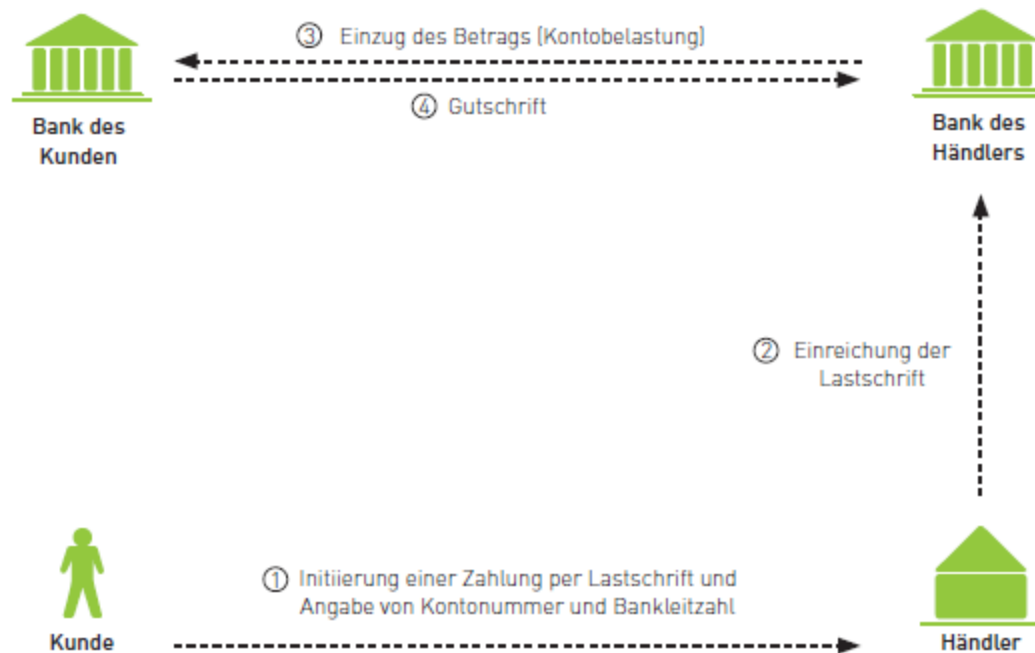 ③ Einzug des Betrags (Kontobelastung)
④ Gutschrift
Bank des
Kunden
Bank des
Händlers
② Einreichung der
Lastschrift
① Initiierung einer Zahlung per Lastschrift und
Angabe von Kontonummer und Bankleitzahl
Kunde
Händler